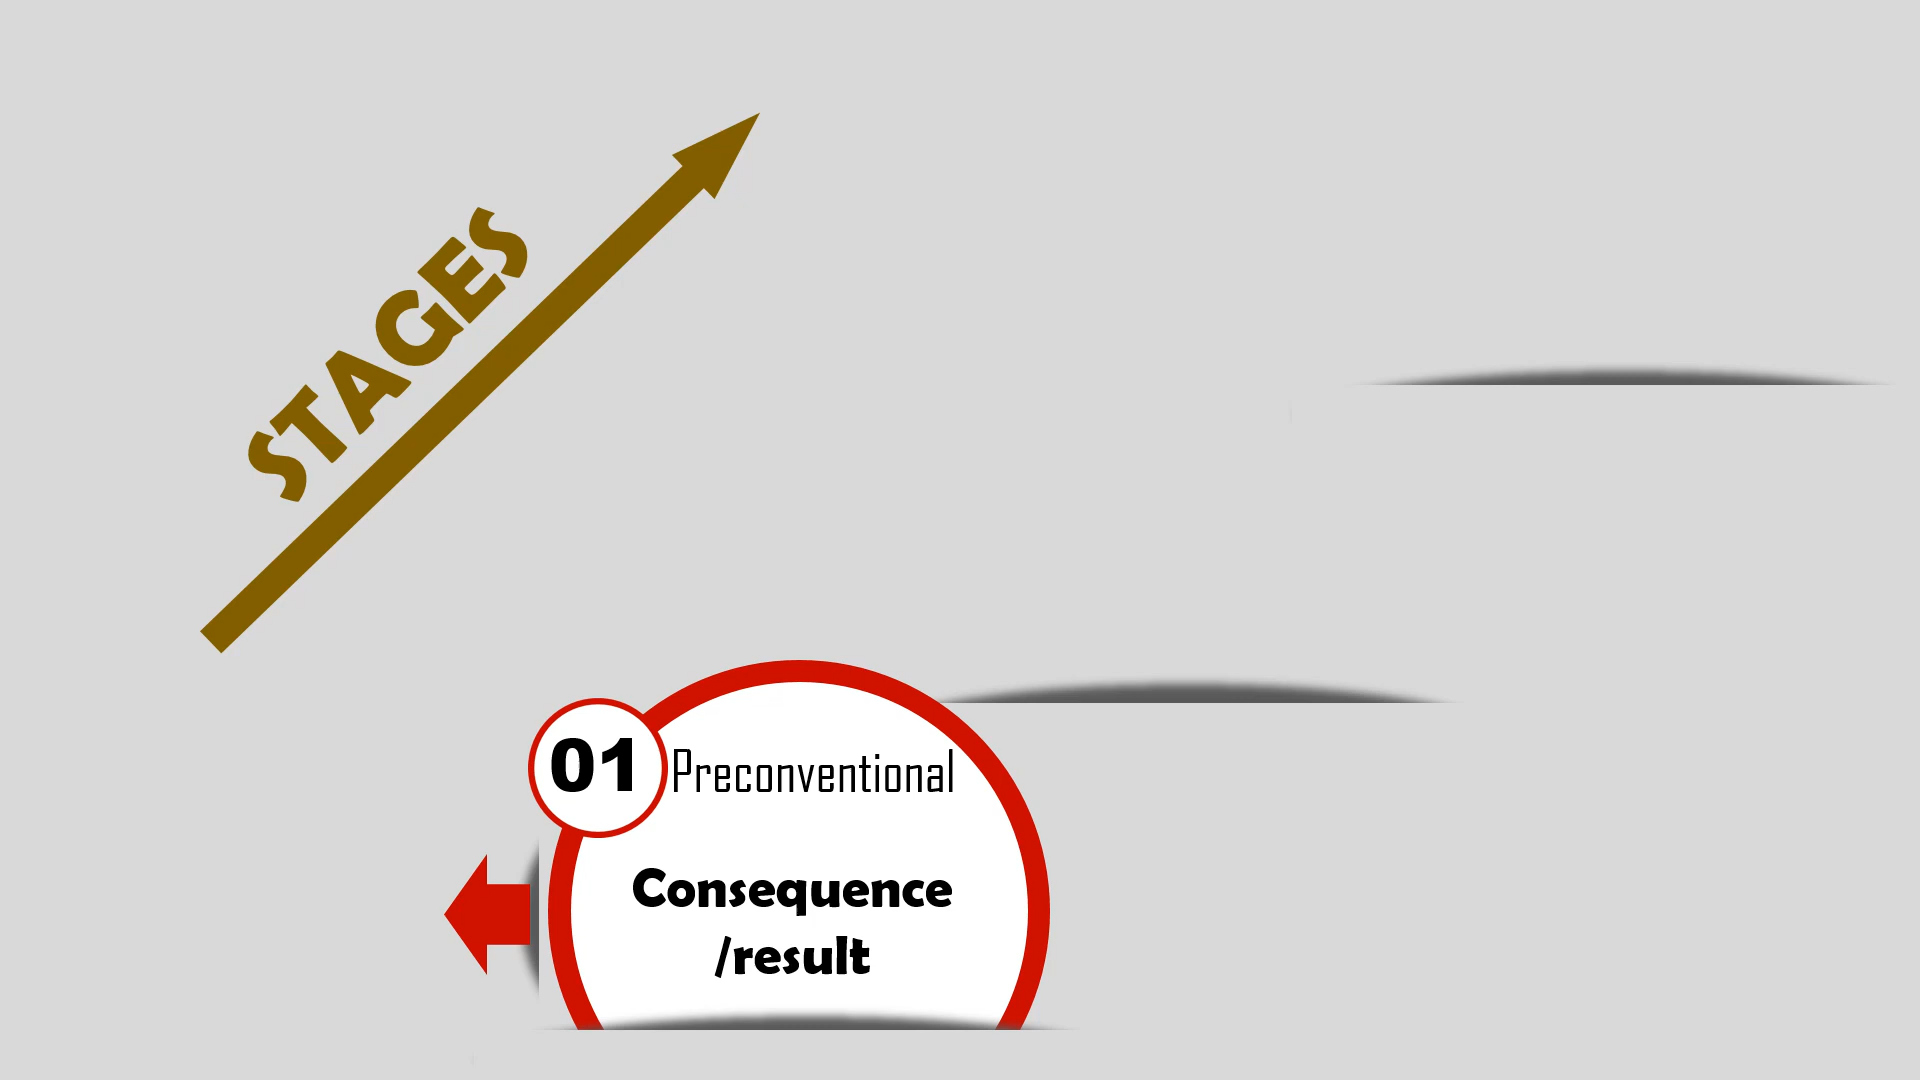 STAGES
01
Preconventional
Consequence
/result